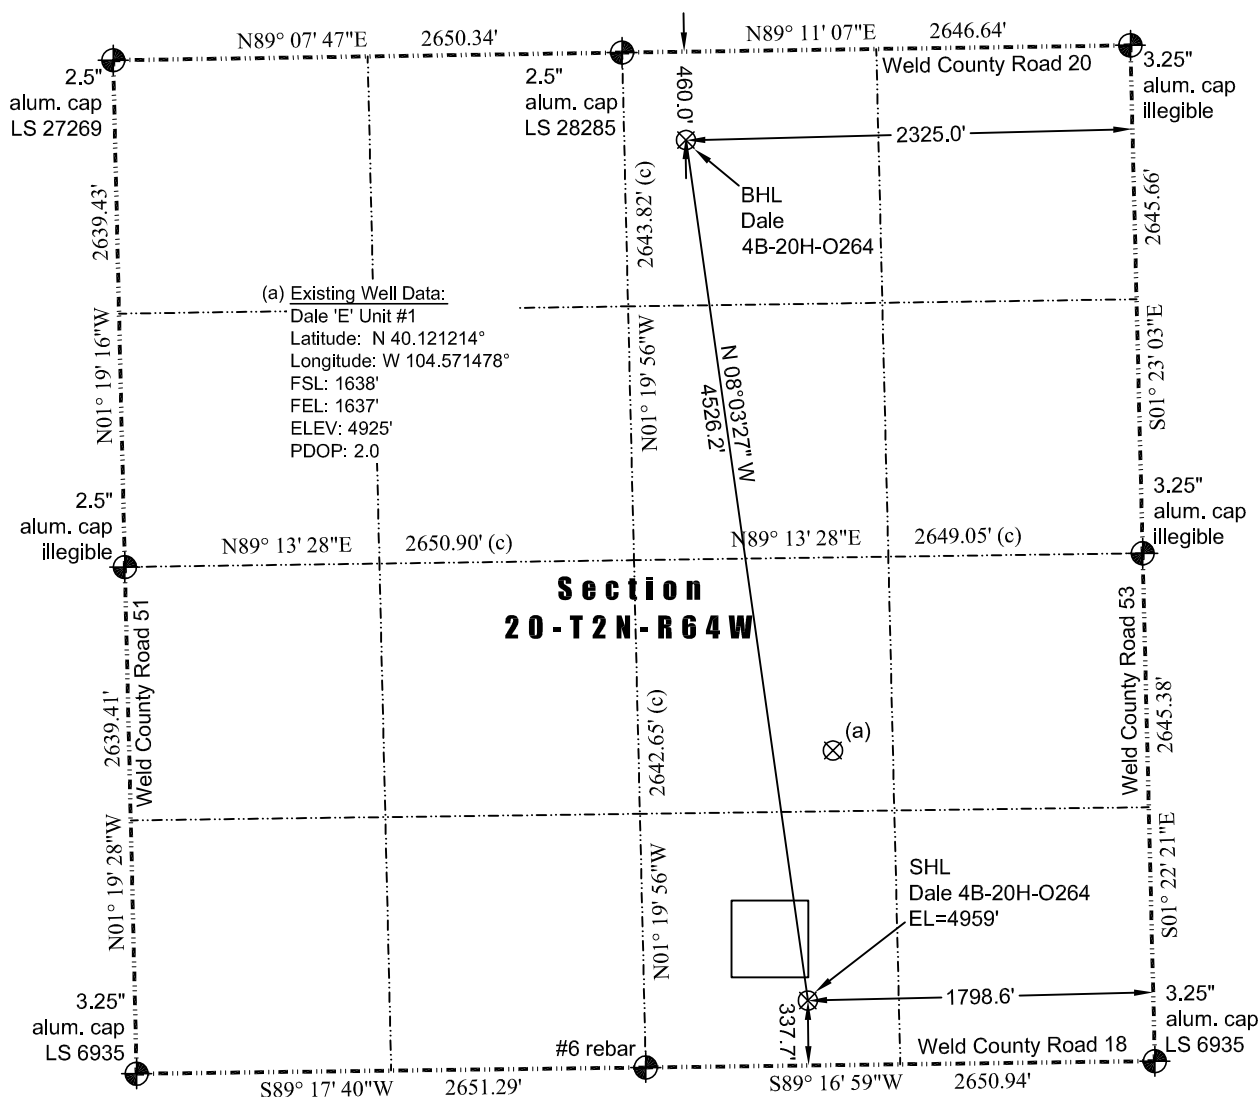 N89° 07' 47"E 2650.34'
N89° 11' 07"E 2646.64'
Weld County Road 20
2.5"
alum. cap
LS 27269
2.5"
alum. cap
LS 28285
3.25"
alum. cap
illegible
460.0'
2325.0'
BHL
Dale
4B-20H-O264
2639.43'
N01° 19' 16"W
2643.82' (c)
N01° 19' 56"W
2645.66'
S01° 23' 03"E
(a) Existing Well Data:
Dale 'E' Unit #1
Latitude: N 40.121214°
Longitude: W 104.571478°
FSL: 1638'
FEL: 1637'
ELEV: 4925'
PDOP: 2.0
N 08°03'27" W
4526.2'
2.5"
alum. cap
illegible
3.25"
alum. cap
illegible
N89° 13' 28"E 2650.90' (c)
N89° 13' 28"E 2649.05' (c)
Section
20-T2N-R64W
Weld County Road 51
2639.41'
N01° 19' 28"W
2642.65' (c)
N01° 19' 56"W
Weld County Road 53
2645.38'
S01° 22' 21"E
(a)
SHL
Dale 4B-20H-O264
EL=4959'
1798.6'
337.7'
3.25"
alum. cap
LS 6935
#6 rebar
Weld County Road 18
3.25"
alum. cap
LS 6935
S89° 17' 40"W 2651.29'
S89° 16' 59"W 2650.94'